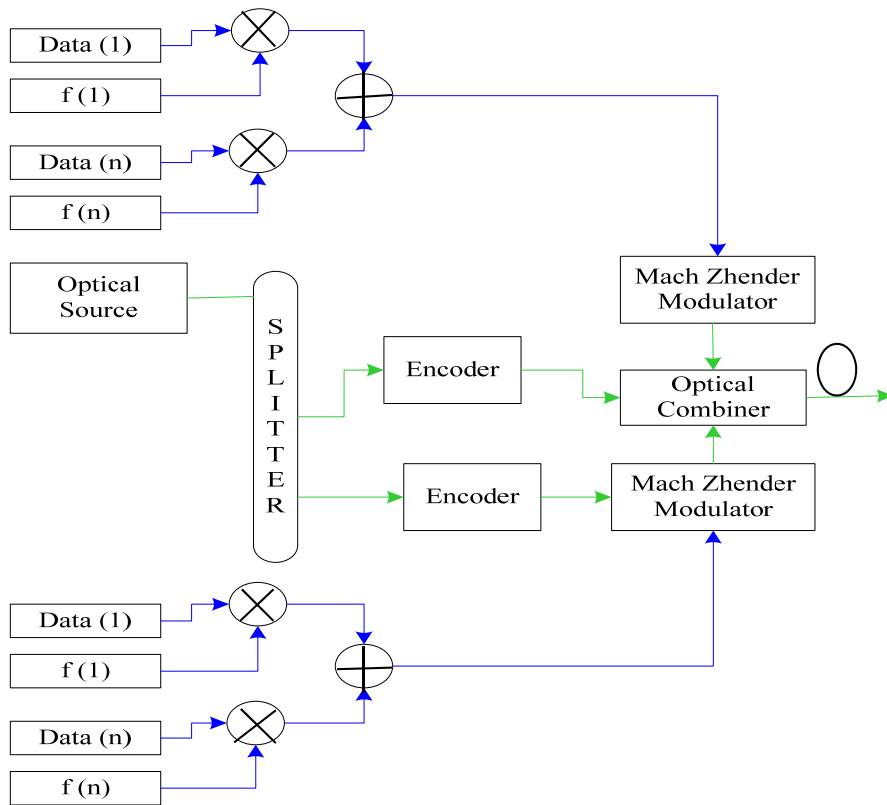 Data (1)
f (1)
Data (n)
f (n)
Optical
Source
SPLITTER
Encoder
Encoder
Mach Zhender
Modulator
Optical
Combiner
Mach Zhender
Modulator
Data (1)
f (1)
Data (n)
f (n)